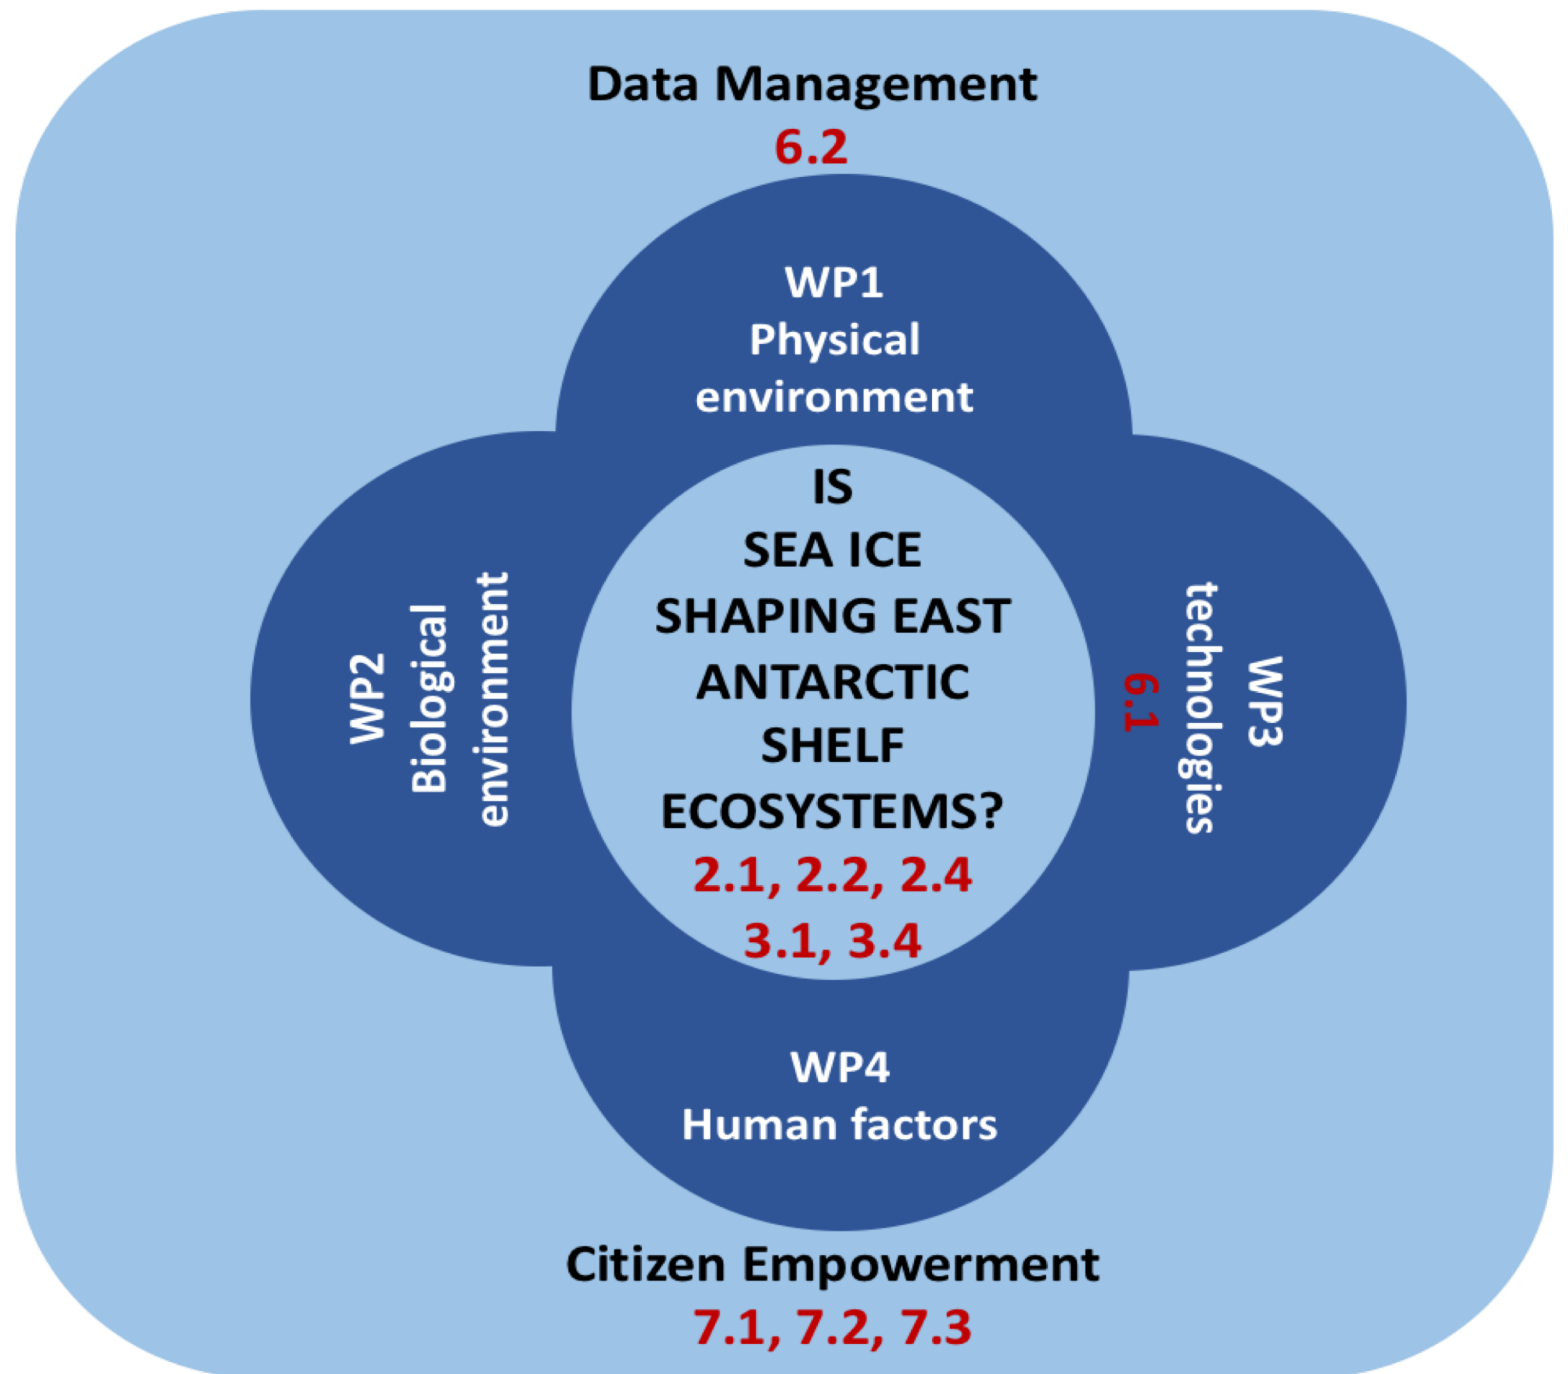 Data Management
6.2
WP1
Physical
environment
WP2
Biological
environment
IS
SEA ICE
SHAPING EAST
ANTARCTIC
SHELF
ECOSYSTEMS?
2.1, 2.2, 2.4
3.1, 3.4
WP3
technologies
6.1
WP4
Human factors
Citizen Empowerment
7.1, 7.2, 7.3